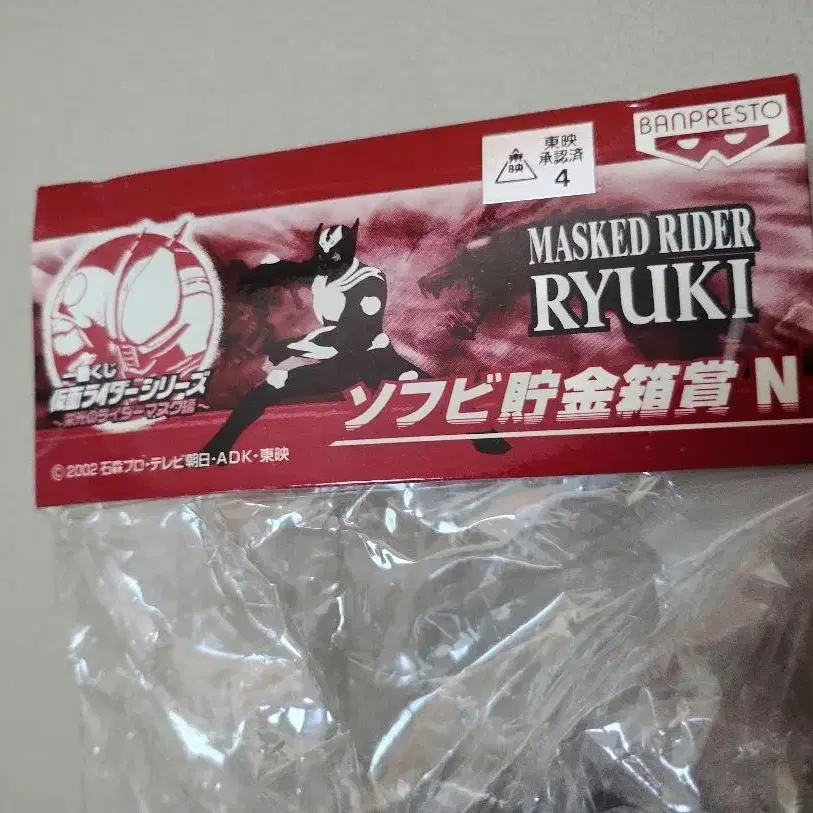 BANPRESTO
東映
東映
承認済
4
MASKED RIDER
RYUKI
一番くじ
仮面ライダーシリーズ
ソフビ貯金箱賞 N
© 2002 石森プロ・テレビ朝日・ADK・東映